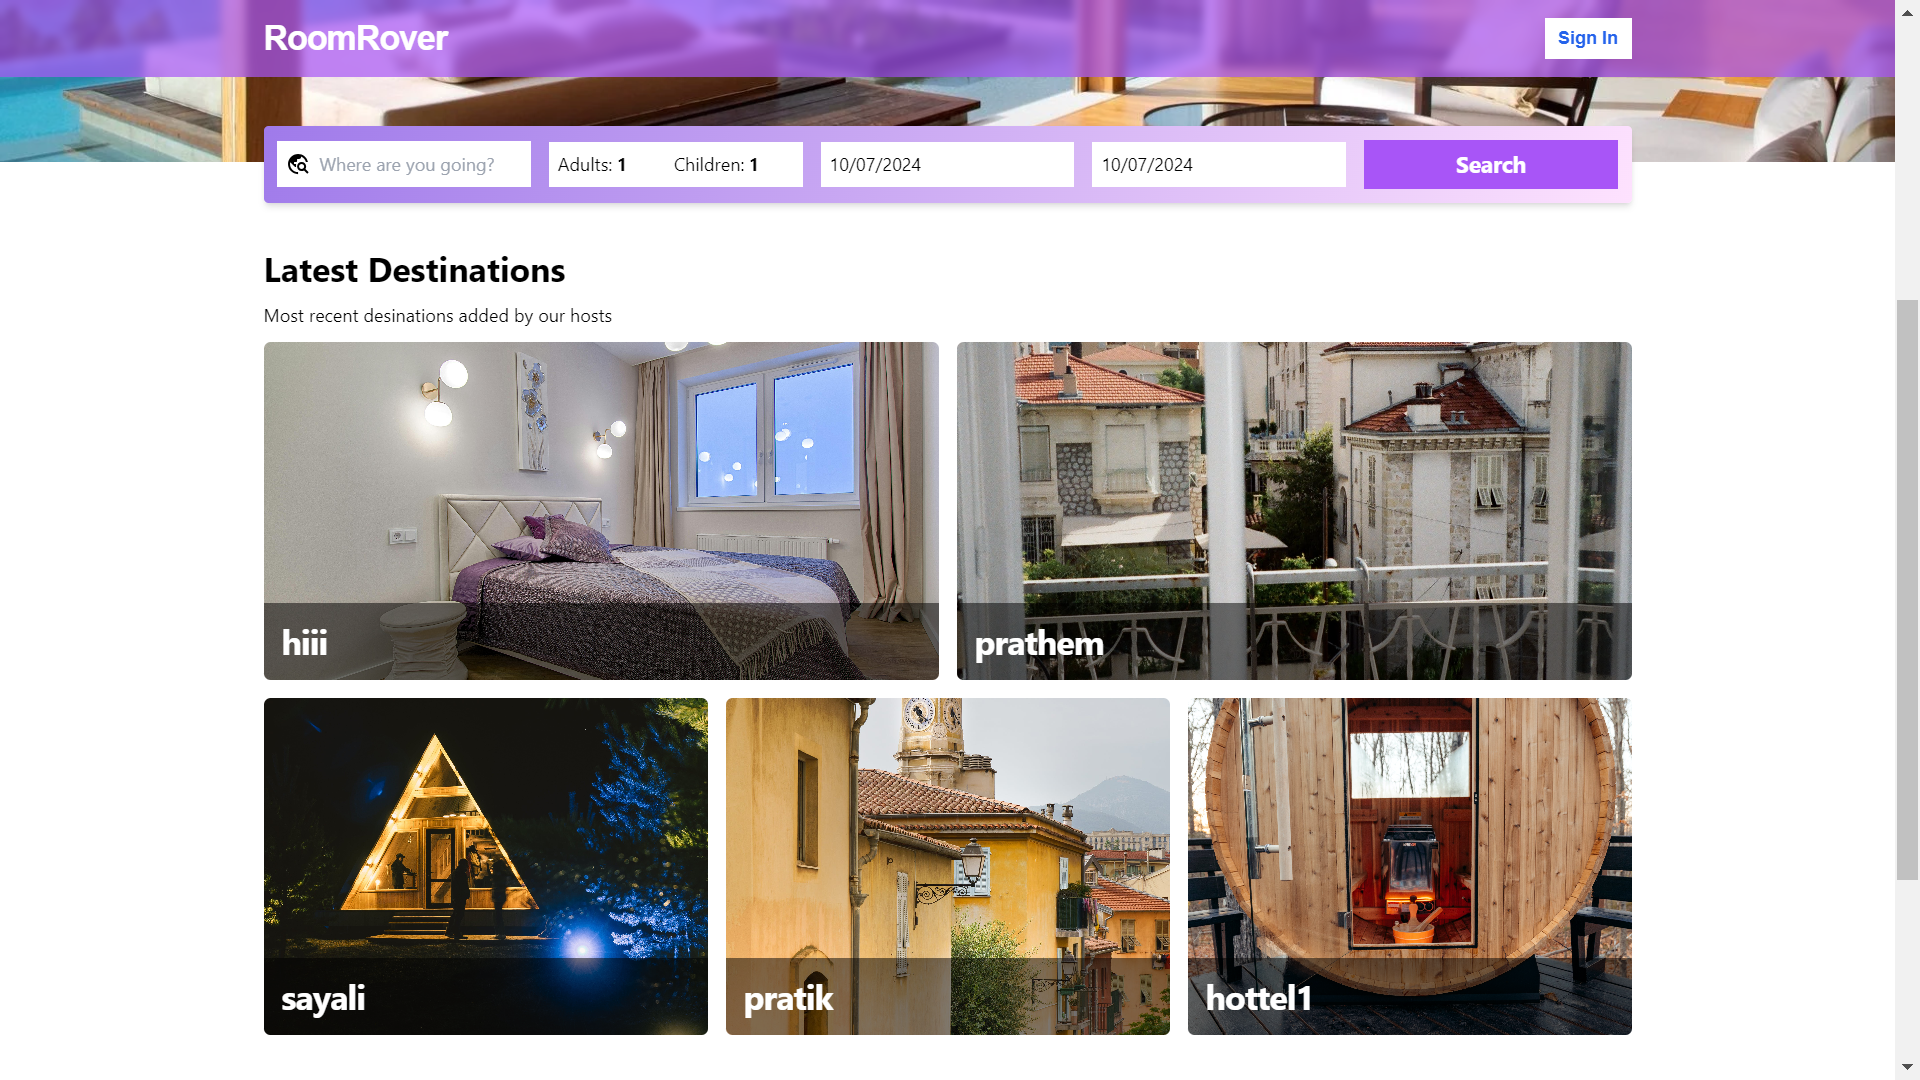 RoomRover
Sign In
Where are you going?
Adults: 1
Children: 1
10/07/2024
10/07/2024
Search
Latest Destinations
Most recent desinations added by our hosts
hiii
prathem
sayali
pratik
hottel1